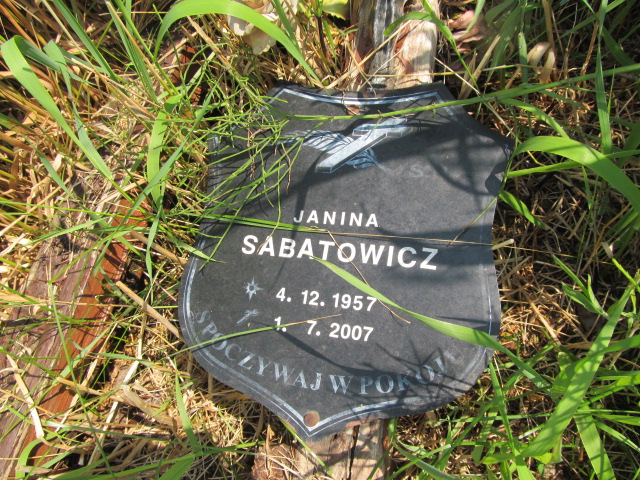 Ś.
JANINA
SABATOWICZ
4. 12. 1957
1. 7. 2007
SPOCZYWAJ W POKOJU